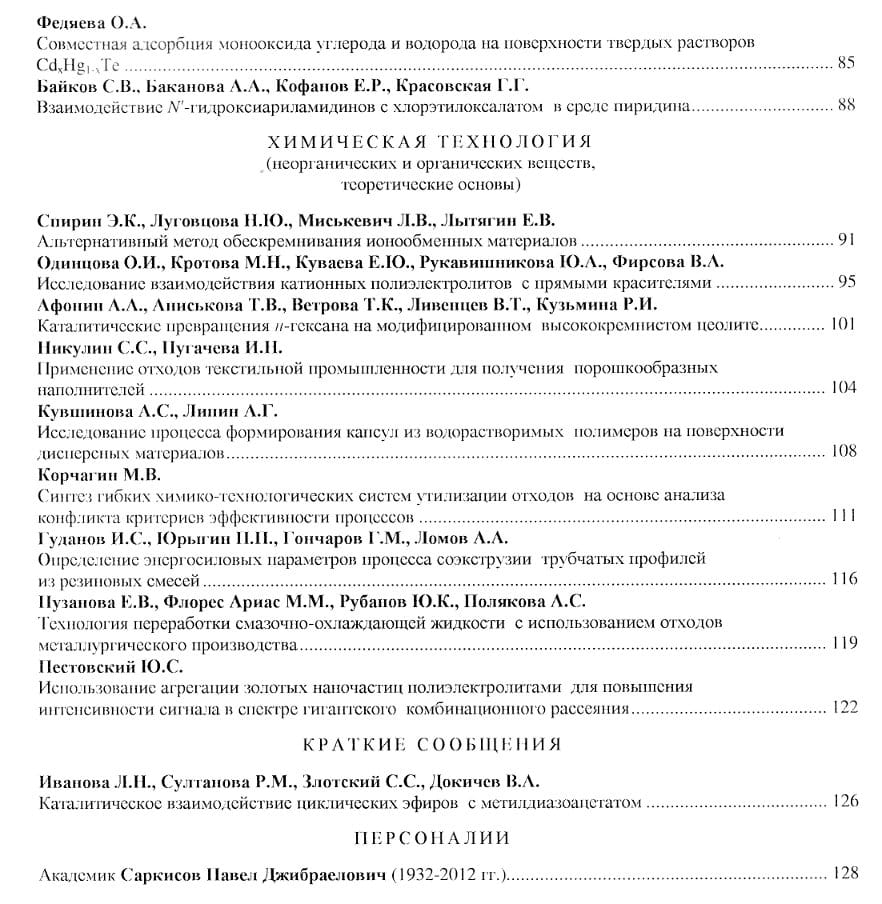 Федяева О.А.
Совместная адсорбция монооксида углерода и водорода на поверхности твердых растворов
CdxHg1-xTe ........ 85
Байков С.В., Баканова А.А., Кофанов Е.Р., Красовская Г.Г.
Взаимодействие N'-гидроксиариламидинов с хлорэтилоксалатом в среде пиридина ........ 88
ХИМИЧЕСКАЯ ТЕХНОЛОГИЯ
(неорганических и органических веществ,
теоретические основы)
Спирин Э.К., Луговцова Н.Ю., Миськевич Л.В., Лытягин Е.В.
Альтернативный метод обескремнивания ионообменных материалов ........ 91
Одинцова О.И., Кротова М.Н., Куваева Е.Ю., Рукавишникова Ю.А., Фирсова В.А.
Исследование взаимодействия катионных полиэлектролитов с прямыми красителями ........ 95
Афонин А.А., Аниськова Т.В., Ветрова Т.К., Ливенцев В.Т., Кузьмина Р.И.
Каталитические превращения н-гексана на модифицированном высококремнистом цеолите ........ 101
Никулин С.С., Пугачева И.Н.
Применение отходов текстильной промышленности для получения порошкообразных
наполнителей ........ 104
Кувшинова А.С., Липин А.Г.
Исследование процесса формирования капсул из водорастворимых полимеров на поверхности
дисперсных материалов ........ 108
Корчагин М.В.
Синтез гибких химико-технологических систем утилизации отходов на основе анализа
конфликта критериев эффективности процессов ........ 111
Гуданов И.С., Юрыгин П.П., Гончаров Г.М., Ломов А.А.
Определение энергосиловых параметров процесса соэкструзии трубчатых профилей
из резиновых смесей ........ 116
Пузанова Е.В., Флорес Ариас М.М., Рубанов Ю.К., Полякова А.С.
Технология переработки смазочно-охлаждающей жидкости с использованием отходов
металлургического производства ........ 119
Пестовский Ю.С.
Использование агрегации золотых наночастиц полиэлектролитами для повышения
интенсивности сигнала в спектре гигантского комбинационного рассеяния ........ 122
КРАТКИЕ СООБЩЕНИЯ
Иванова Л.Н., Султанова Р.М., Злотский С.С., Докичев В.А.
Каталитическое взаимодействие циклических эфиров с метилдиазоацетатом ........ 126
ПЕРСОНАЛИИ
Академик Саркисов Павел Джибраелович (1932-2012 гг.) ........ 128